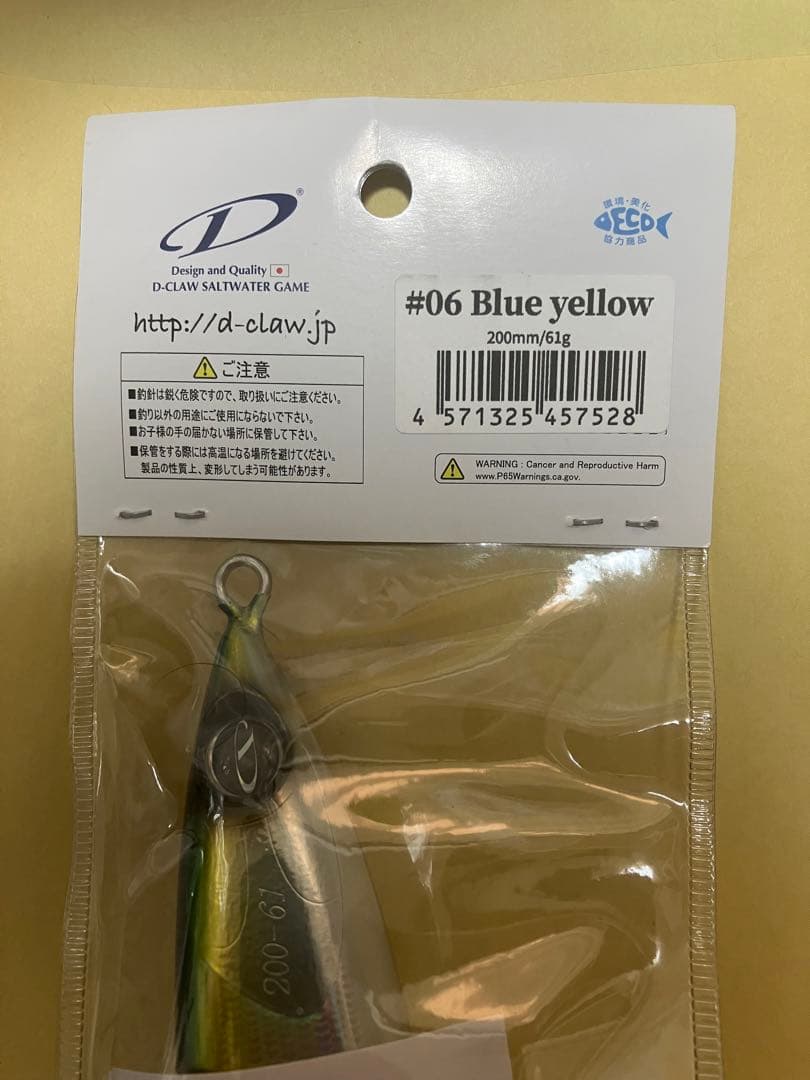 D®
Design and Quality
D-CLAW SALTWATER GAME
http://d-claw.jp
環境・美化
ECO
協力商品
#06 Blue yellow
200mm/61g
4 571325 457528
ご注意
■釣針は鋭く危険ですので、取り扱いにご注意ください。
■釣り以外の用途にご使用にならないで下さい。
■お子様の手の届かない場所に保管して下さい。
■保管をする際には高温になる場所を避けてください。
製品の性質上、変形してしまう可能性があります。
WARNING : Cancer and Reproductive Harm
www.P65Warnings.ca.gov.
D
200-61